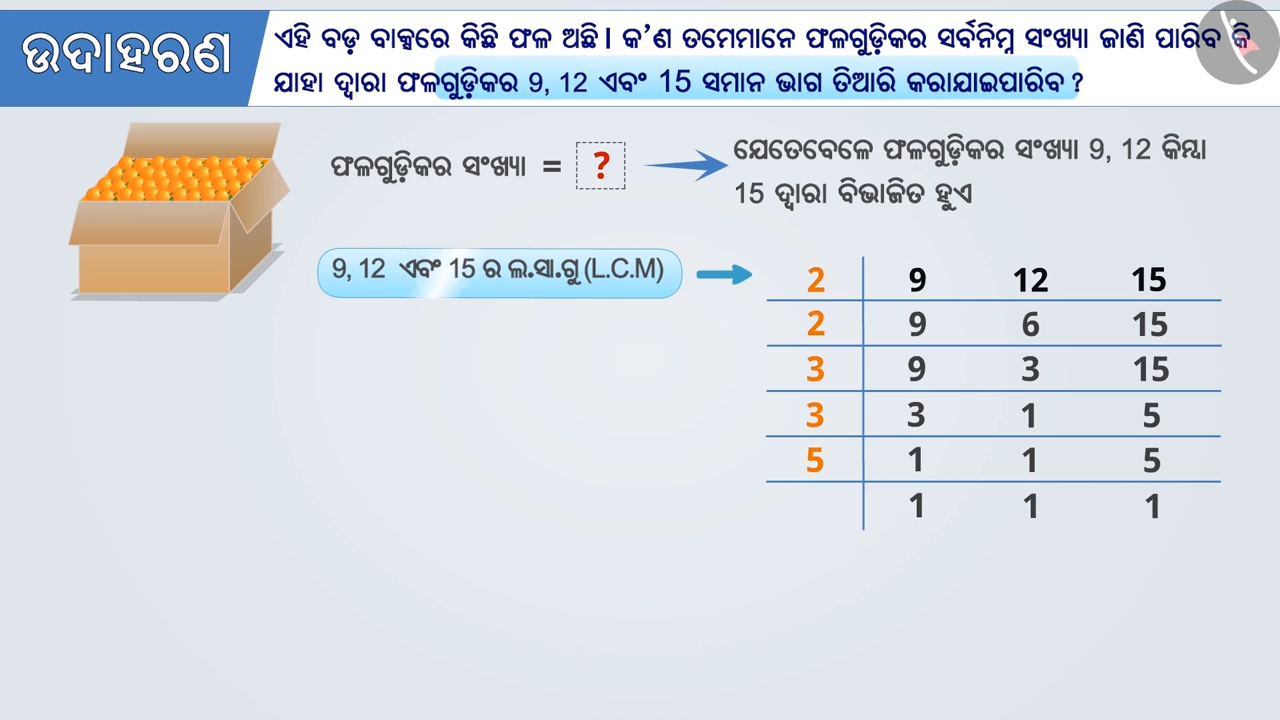 ଉଦାହରଣ
ଏହି ବଡ଼ ବାକ୍ସରେ କିଛି ଫଳ ଅଛି। କ’ଣ ତମେମାନେ ଫଳଗୁଡ଼ିକର ସର୍ବନିମ୍ନ ସଂଖ୍ୟା ଜାଣି ପାରିବ କି
ଯାହା ଦ୍ୱାରା ଫଳଗୁଡ଼ିକର 9, 12 ଏବଂ 15 ସମାନ ଭାଗ ତିଆରି କରାଯାଇପାରିବ ?
ଫଳଗୁଡ଼ିକର ସଂଖ୍ୟା = ?
ଯେତେବେଳେ ଫଳଗୁଡ଼ିକର ସଂଖ୍ୟା 9, 12 କିମ୍ବା
15 ଦ୍ୱାରା ବିଭାଜିତ ହୁଏ
9, 12 ଏବଂ 15 ର ଲ.ସା.ଗୁ (L.C.M)
2 9 12 15
2 9 6 15
3 9 3 15
3 3 1 5
5 1 1 5
1 1 1